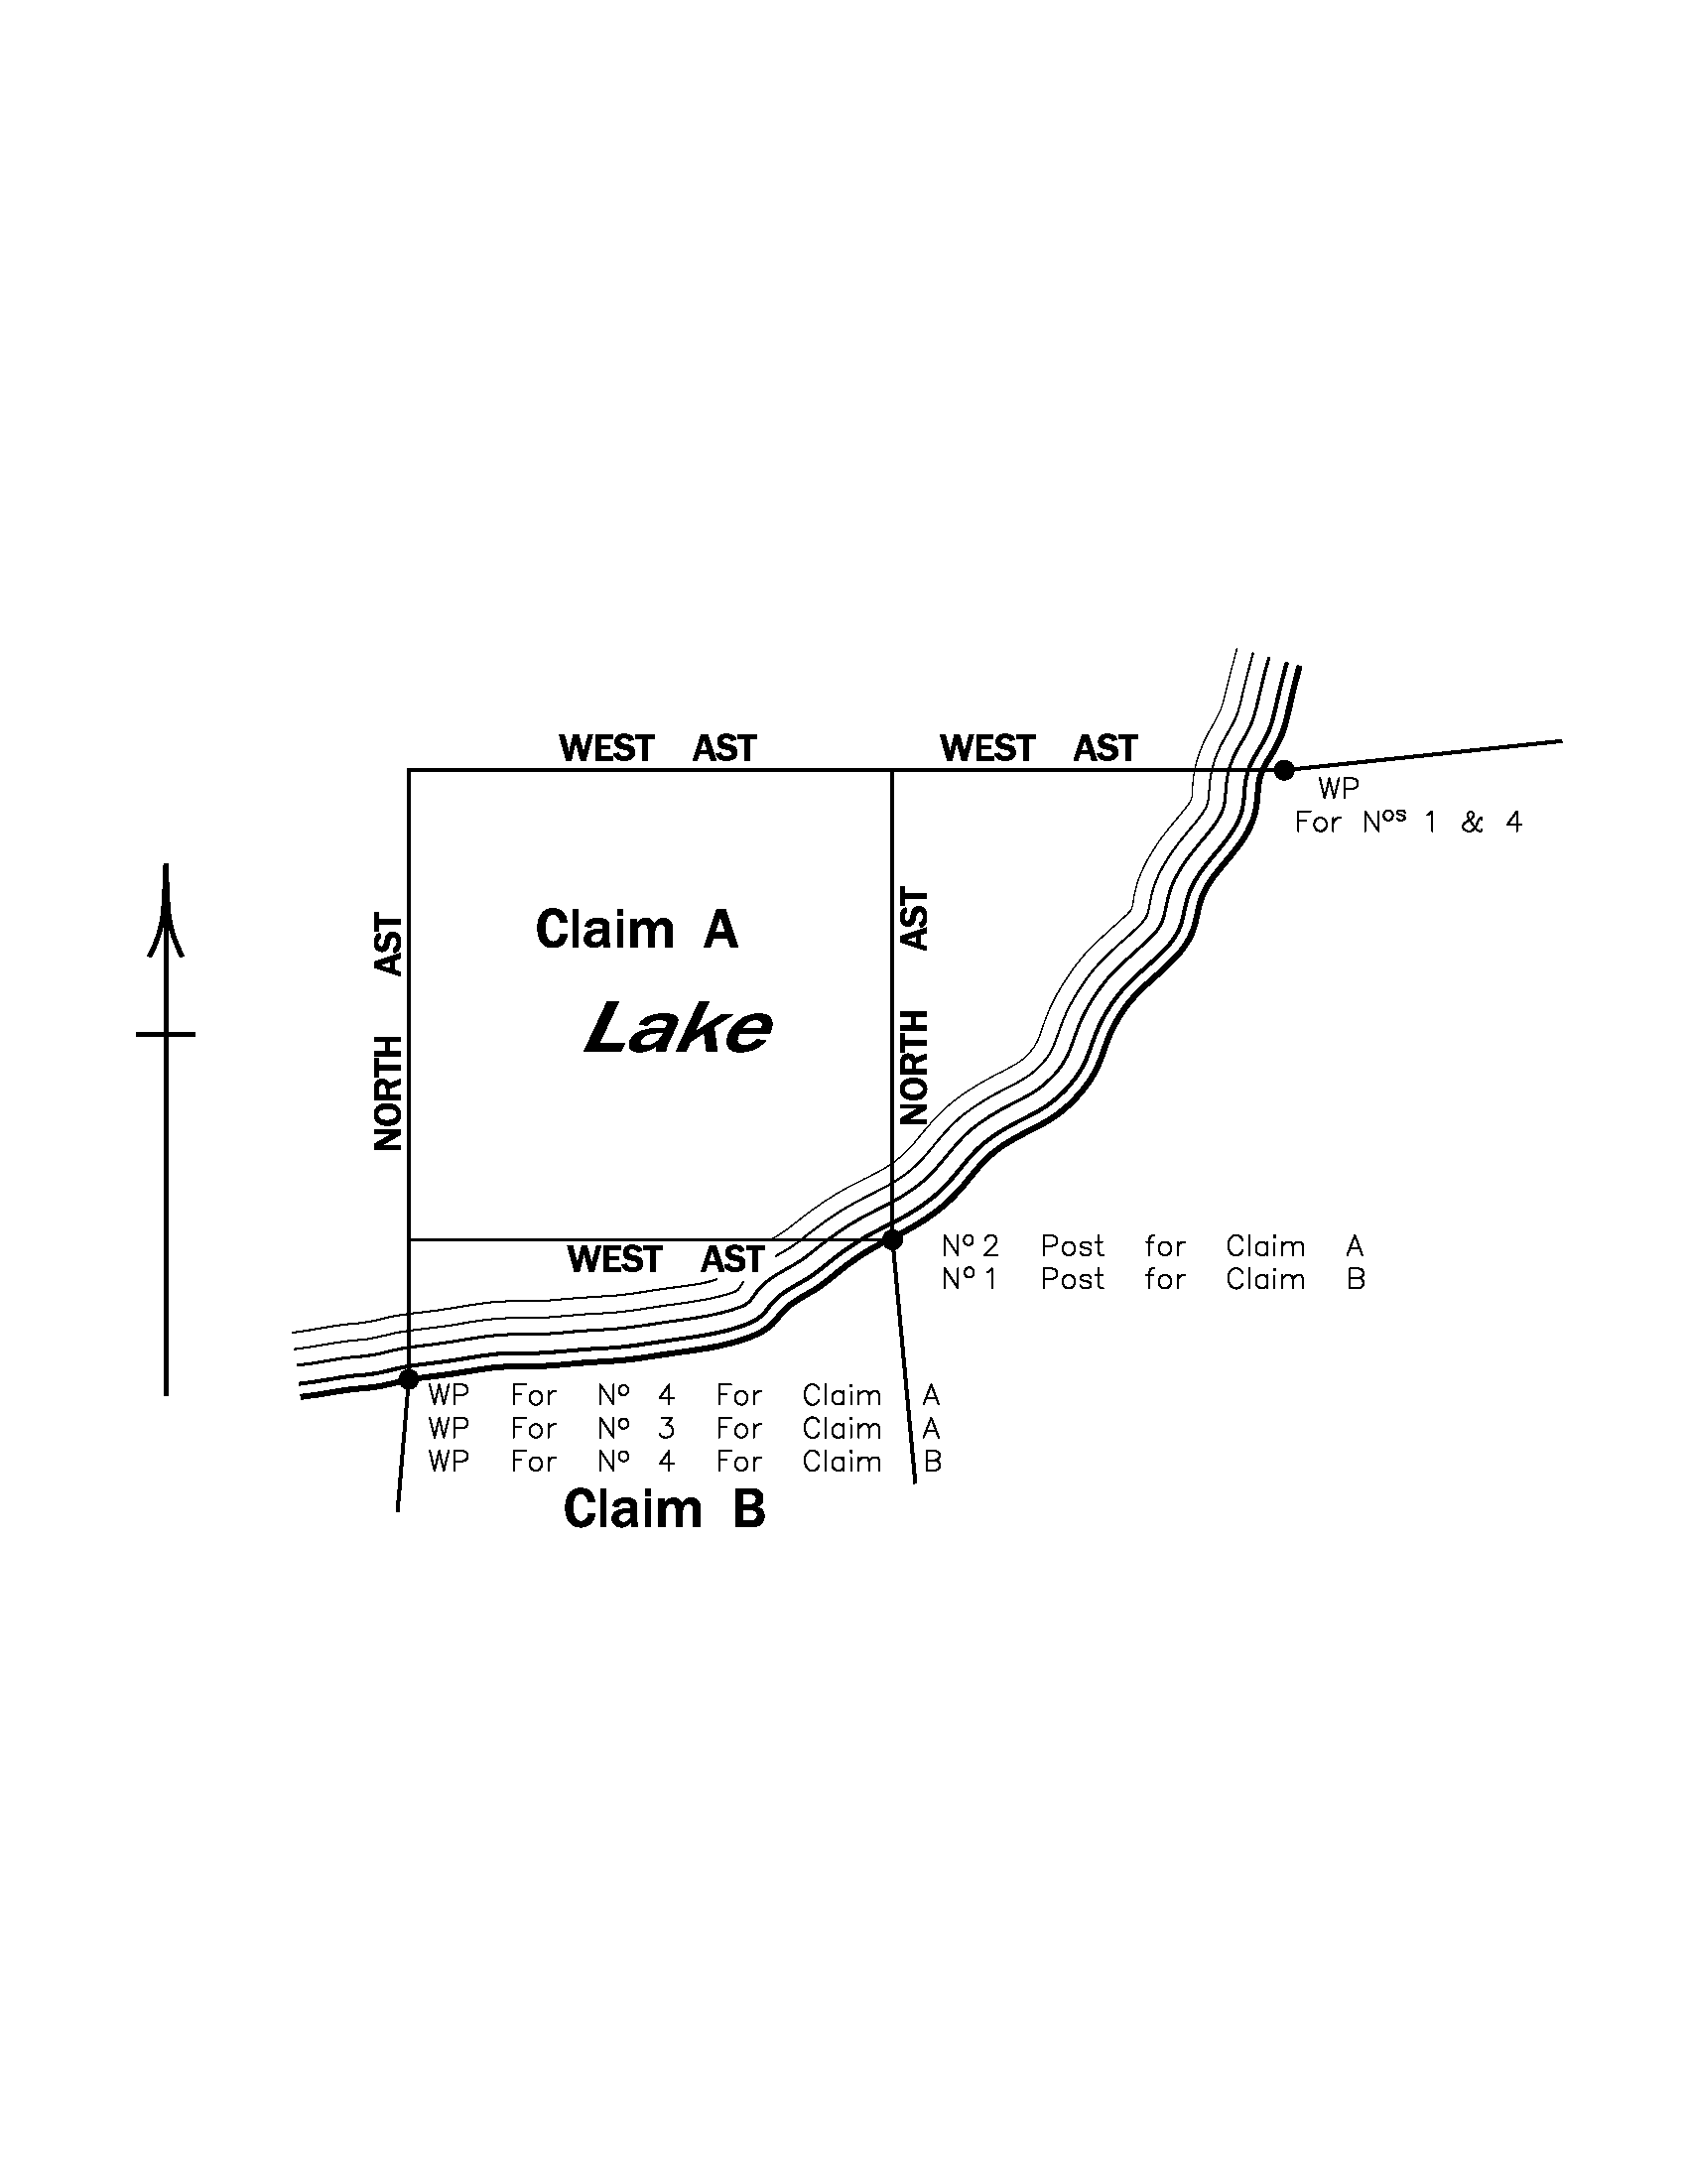 WEST AST
WEST AST
WP
For Nos 1 & 4
NORTH AST
Claim A
NORTH AST
Lake
WEST AST
Nº 2 Post for Claim A
Nº 1 Post for Claim B
WP For Nº 4 For Claim A
WP For Nº 3 For Claim A
WP For Nº 4 For Claim B
Claim B